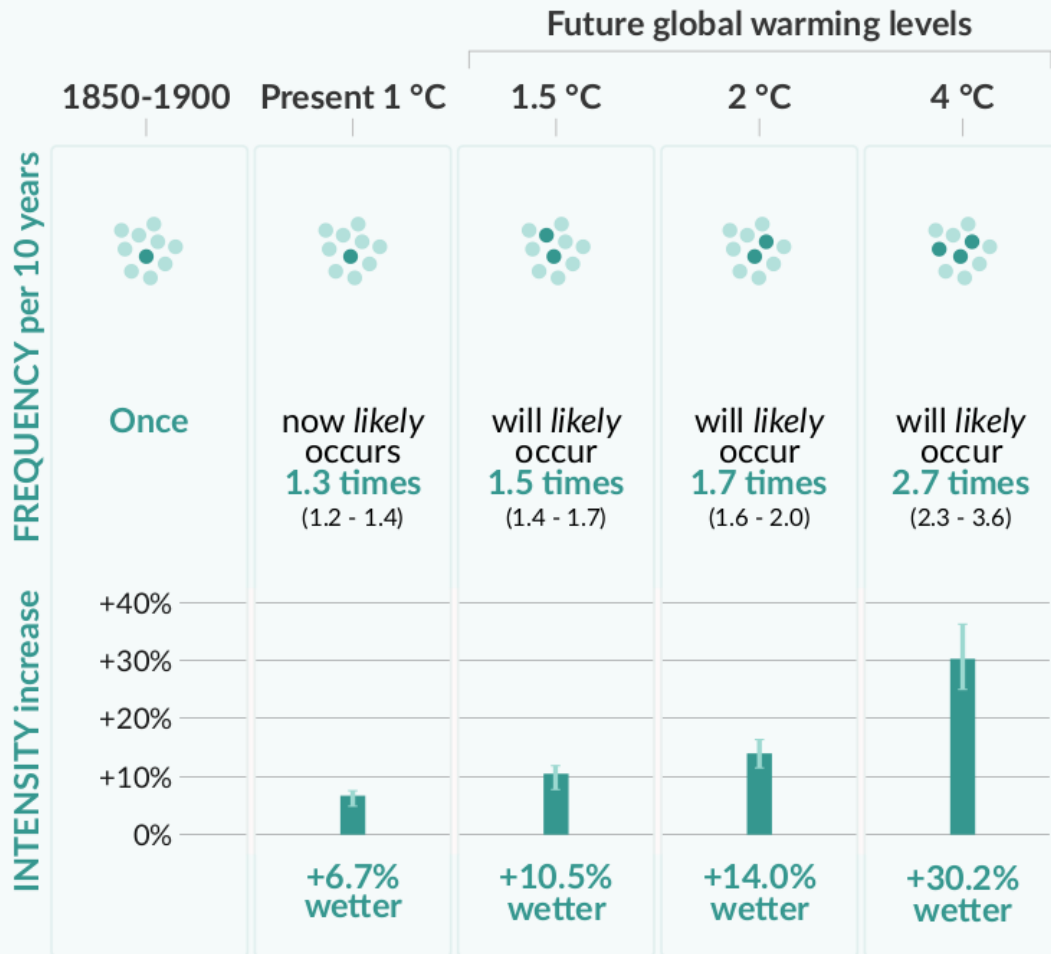 Future global warming levels
1850-1900
Present 1 °C
1.5 °C
2 °C
4 °C
FREQUENCY per 10 years
Once
now likely
occurs
1.3 times
(1.2 - 1.4)
will likely
occur
1.5 times
(1.4 - 1.7)
will likely
occur
1.7 times
(1.6 - 2.0)
will likely
occur
2.7 times
(2.3 - 3.6)
INTENSITY increase
+40%
+30%
+20%
+10%
0%
+6.7%
wetter
+10.5%
wetter
+14.0%
wetter
+30.2%
wetter